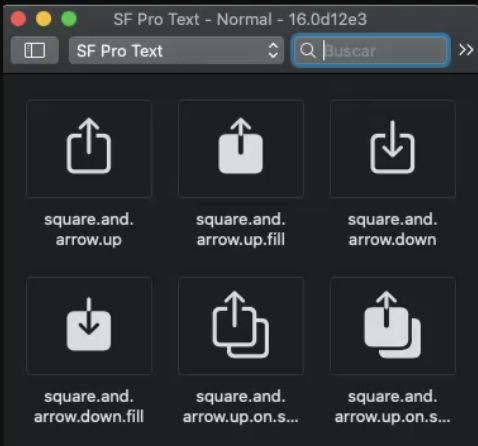 SF Pro Text - Normal - 16.0d12e3
SF Pro Text
Buscar
square.and.
arrow.up
square.and.
arrow.up.fill
square.and.
arrow.down
square.and.
arrow.down.fill
square.and.
arrow.up.on.s...
square.and.
arrow.up.on.s...